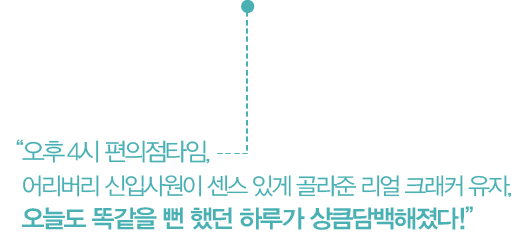 “오후 4시 편의점타임,
어리버리 신입사원이 센스 있게 골라준 리얼 크래커 유자,
오늘도 똑같을 뻔 했던 하루가 상큼담백해졌다!”